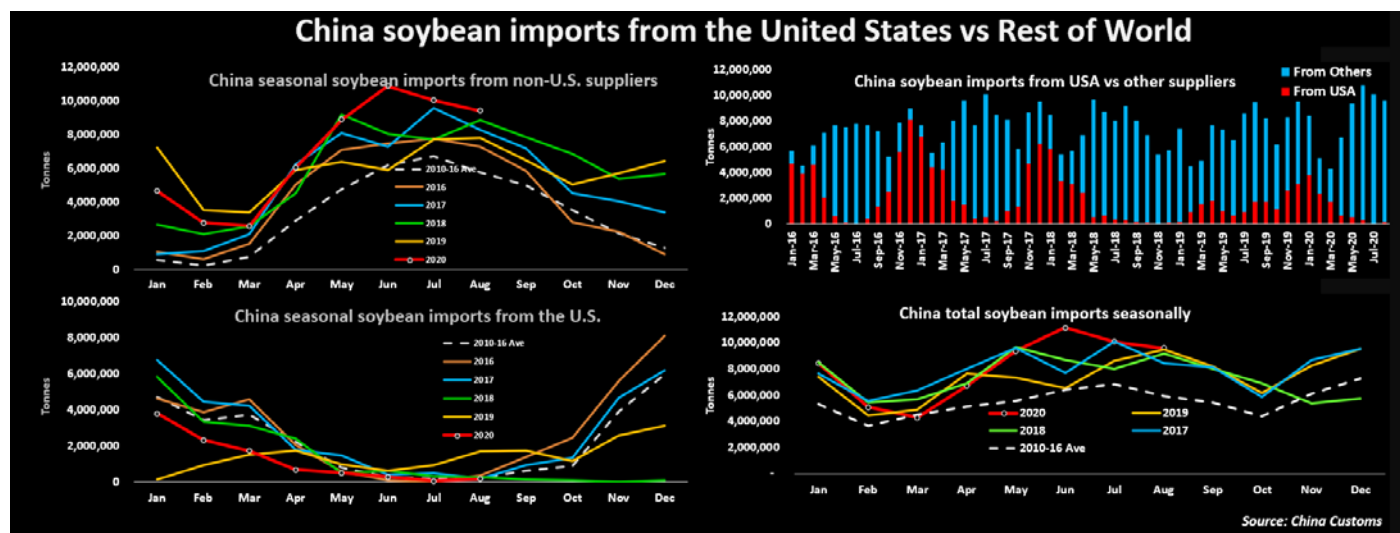 China soybean imports from the United States vs Rest of World
China seasonal soybean imports from non-U.S. suppliers
Tonnes
12,000,000
10,000,000
8,000,000
6,000,000
4,000,000
2,000,000
0
2010-16 Ave
2016
2017
2018
2019
2020
Jan Feb Mar Apr May Jun Jul Aug Sep Oct Nov Dec
China soybean imports from USA vs other suppliers
From Others
From USA
Tonnes
12,000,000
10,000,000
8,000,000
6,000,000
4,000,000
2,000,000
0
Jan-16 Mar-16 May-16 Jul-16 Sep-16 Nov-16 Jan-17 Mar-17 May-17 Jul-17 Sep-17 Nov-17 Jan-18 Mar-18 May-18 Jul-18 Sep-18 Nov-18 Jan-19 Mar-19 May-19 Jul-19 Sep-19 Nov-19 Jan-20 Mar-20 May-20 Jul-20
China seasonal soybean imports from the U.S.
Tonnes
10,000,000
8,000,000
6,000,000
4,000,000
2,000,000
0
2010-16 Ave
2016
2017
2018
2019
2020
Jan Feb Mar Apr May Jun Jul Aug Sep Oct Nov Dec
China total soybean imports seasonally
Tonnes
12,000,000
10,000,000
8,000,000
6,000,000
4,000,000
2,000,000
-
2020 2019
2018 2017
2010-16 Ave
Jan Feb Mar Apr May Jun Jul Aug Sep Oct Nov Dec
Source: China Customs